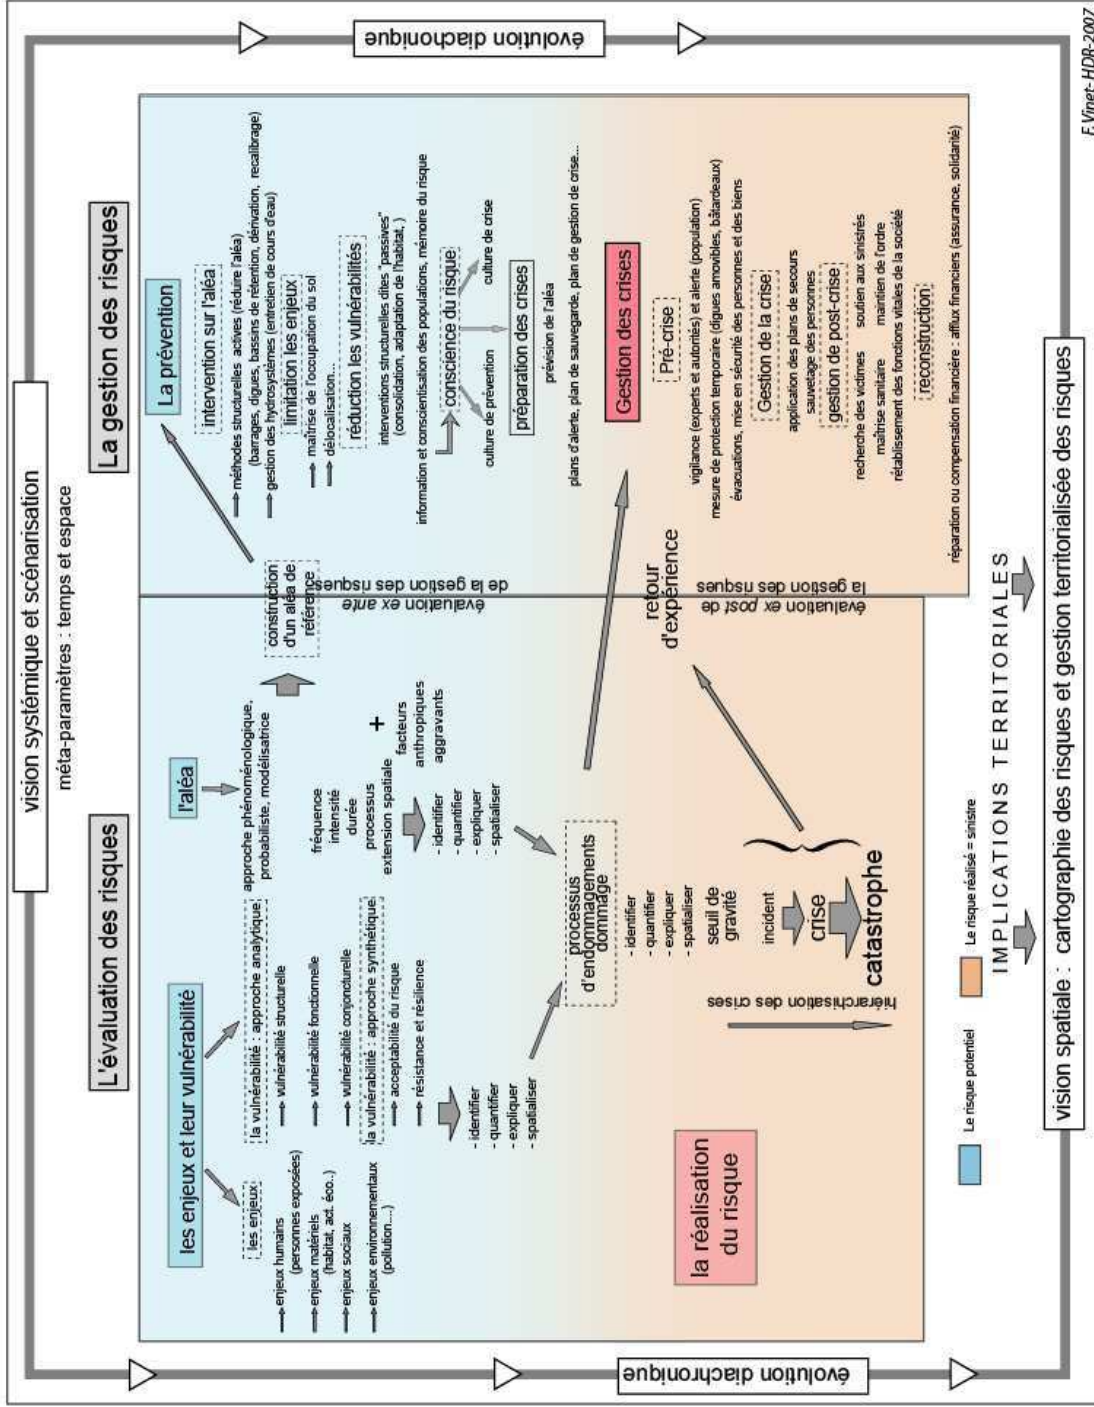 vision systémique et scénarisation
méta-paramètres : temps et espace
L'évaluation des risques
La gestion des risques
évolution diachronique
évolution diachonique
les enjeux et leur vulnérabilité
les enjeux
enjeux humains
(personnes exposées)
enjeux matériels
(habitat, act. éco..)
enjeux sociaux
enjeux environnementaux
(pollution....)
la vulnérabilité : approche analytique
vulnérabilité structurelle
vulnérabilité fonctionnelle
vulnérabilité conjoncturelle
la vulnérabilité : approche synthétique
acceptabilité du risque
résistance et résilience
- identifier
- quantifier
- expliquer
- spatialiser
l'aléa
approche phénoménologique,
probabiliste, modélisatrice
fréquence
intensité
durée
processus
extension spatiale
+
facteurs
anthropiques
aggravants
- identifier
- quantifier
- expliquer
- spatialiser
construction
d'un aléa de
référence
évaluation ex ante
de la gestion des risques
processus
d'endommagements
dommage
- identifier
- quantifier
- expliquer
- spatialiser
seuil de
gravité
incident
crise
catastrophe
hiérarchisation des crises
la réalisation
du risque
retour
d'expérience
évaluation ex post de
la gestion des risques
La prévention
intervention sur l'aléa
méthodes structurelles actives (réduire l'aléa)
(barrages, digues, bassins de rétention, dérivation, recalibrage)
gestion des hydrosystèmes (entretien de cours d'eau)
limitation les enjeux
maîtrise de l'occupation du sol
délocalisation...
réduction les vulnérabilités
interventions structurelles dites "passives"
(consolidation, adaptation de l'habitat, )
information et conscientisation des populations, mémoire du risque
conscience du risque
culture de prévention
culture de crise
préparation des crises
prévision de l'aléa
plans d'alerte, plan de sauvegarde, plan de gestion de crise...
Gestion des crises
Pré-crise
vigilance (experts et autorités) et alerte (population)
mesure de protection temporaire (digues amovibles, bâtardeaux)
évacuations, mise en sécurité des personnes et des biens
Gestion de la crise
application des plans de secours
sauvetage des personnes
gestion de post-crise
recherche des victimes soutien aux sinistrés
maîtrise sanitaire maintien de l'ordre
rétablissement des fonctions vitales de la société
reconstruction
réparation ou compensation financière : afflux financiers (assurance, solidarité)
Le risque potentiel
Le risque réalisé = sinistre
IMPLICATIONS TERRITORIALES
vision spatiale : cartographie des risques et gestion territorialisée des risques
F. Vinet- HDR-2007